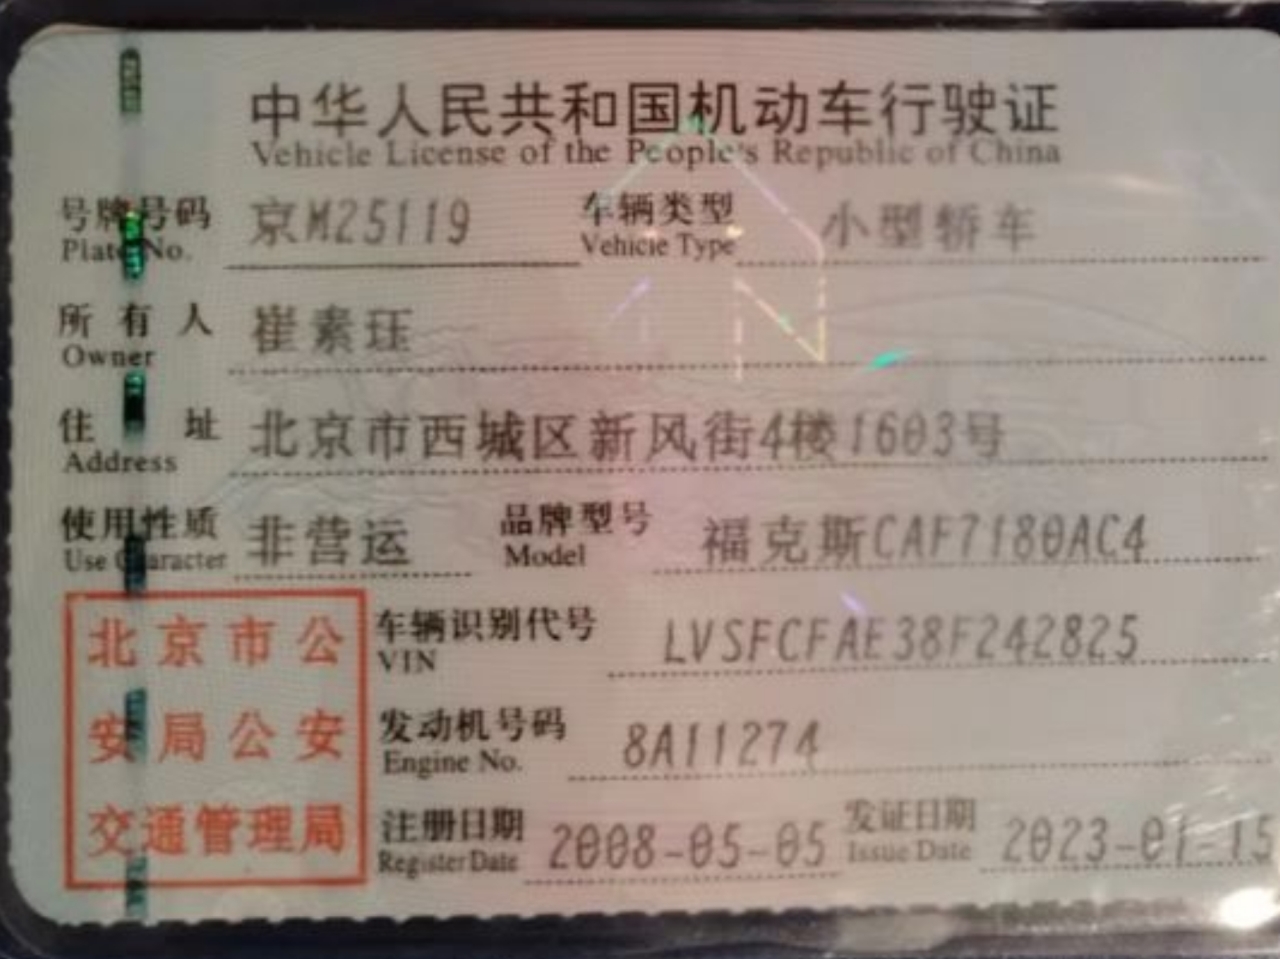 中华人民共和国机动车行驶证
Vehicle License of the People's Republic of China
号牌号码 京M25119 车辆类型 小型轿车
Plate No. Vehicle Type
所有人 崔素珏
Owner
住址 北京市西城区新风街4楼1603号
Address
使用性质 非营运 品牌型号 福克斯CAF7180AC4
Use Character Model
北京市公
安局公安
交通管理局
车辆识别代号 LVSFCFAE38F242825
VIN
发动机号码 8A11274
Engine No.
注册日期 2008-05-05 发证日期 2023-01-15
Register Date Issue Date